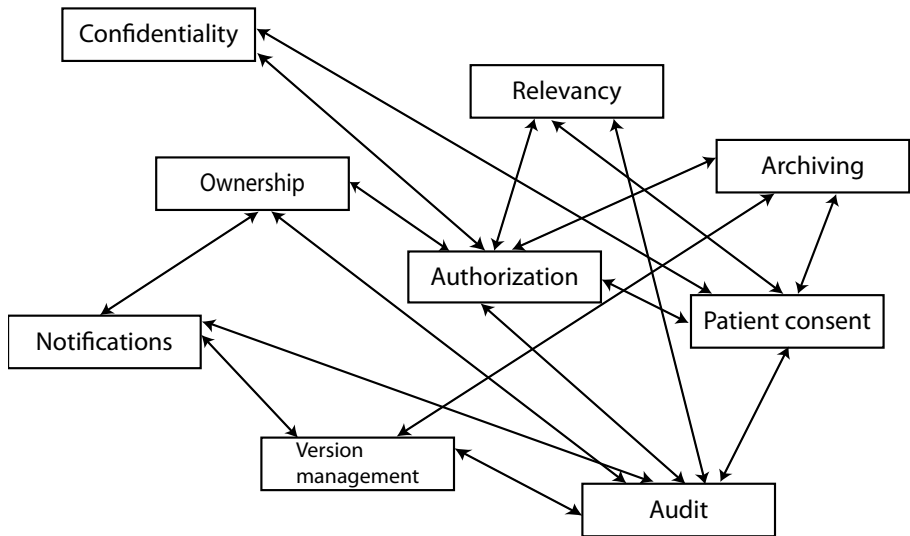 Confidentiality
Relevancy
Archiving
Ownership
Authorization
Patient consent
Notifications
Version
management
Audit